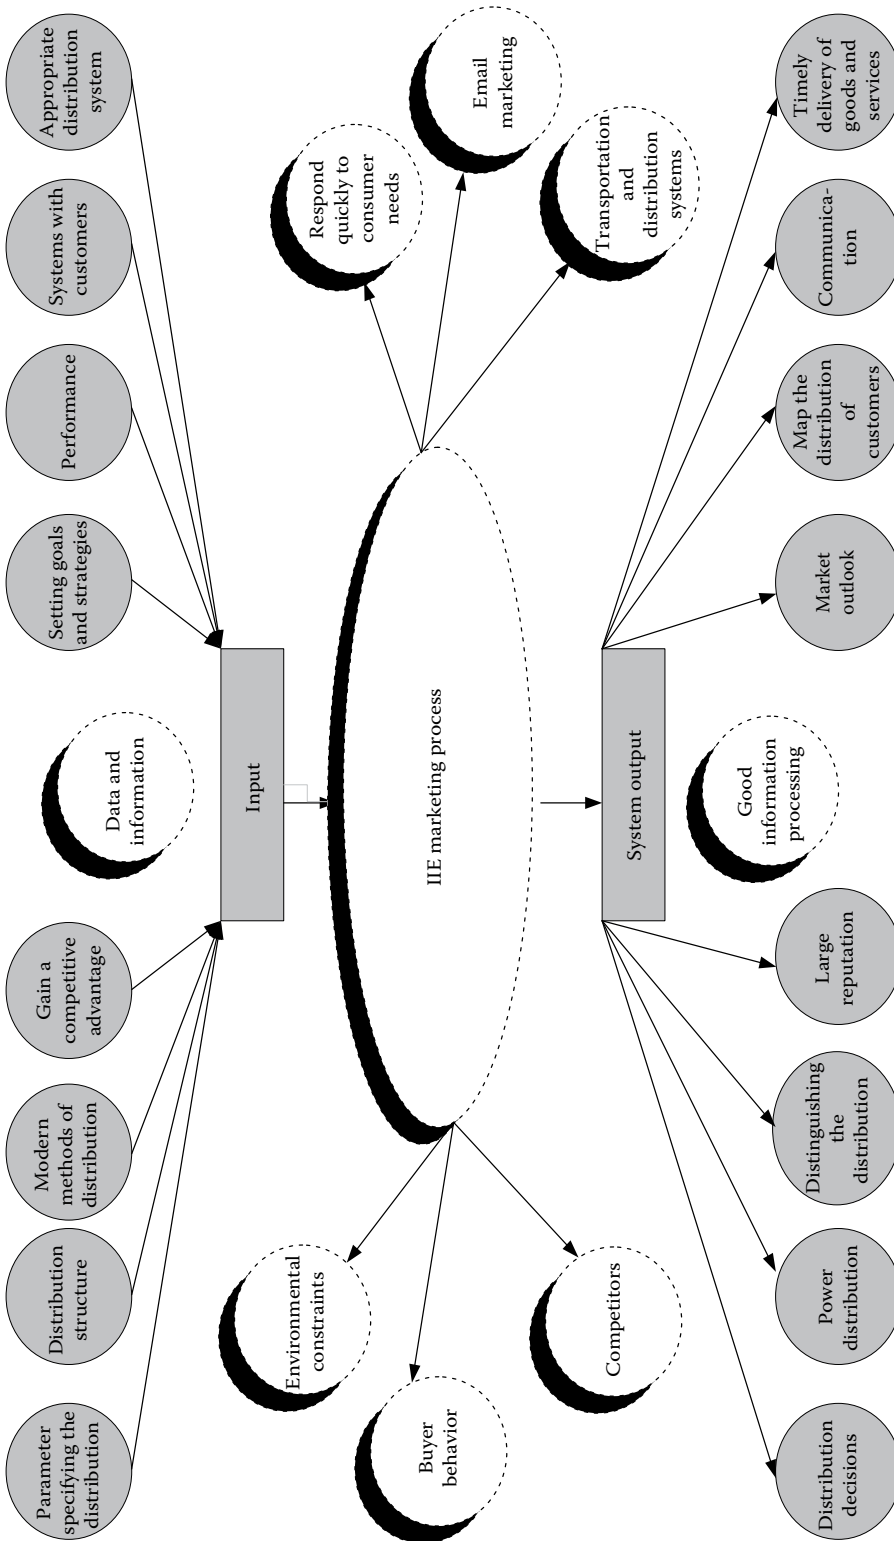 Parameter
specifying the
distribution
Distribution
structure
Modern
methods of
distribution
Gain a
competitive
advantage
Data and
information
Setting goals
and strategies
Performance
Systems with
customers
Appropriate
distribution
system
Input
Environmental
constraints
Buyer
behavior
Competitors
IIE marketing process
Respond
quickly to
consumer
needs
Email
marketing
Transportation
and
distribution
systems
System output
Distribution
decisions
Power
distribution
Distinguishing
the
distribution
Large
reputation
Good
information
processing
Market
outlook
Map the
distribution
of
customers
Communica-
tion
Timely
delivery of
goods and
services